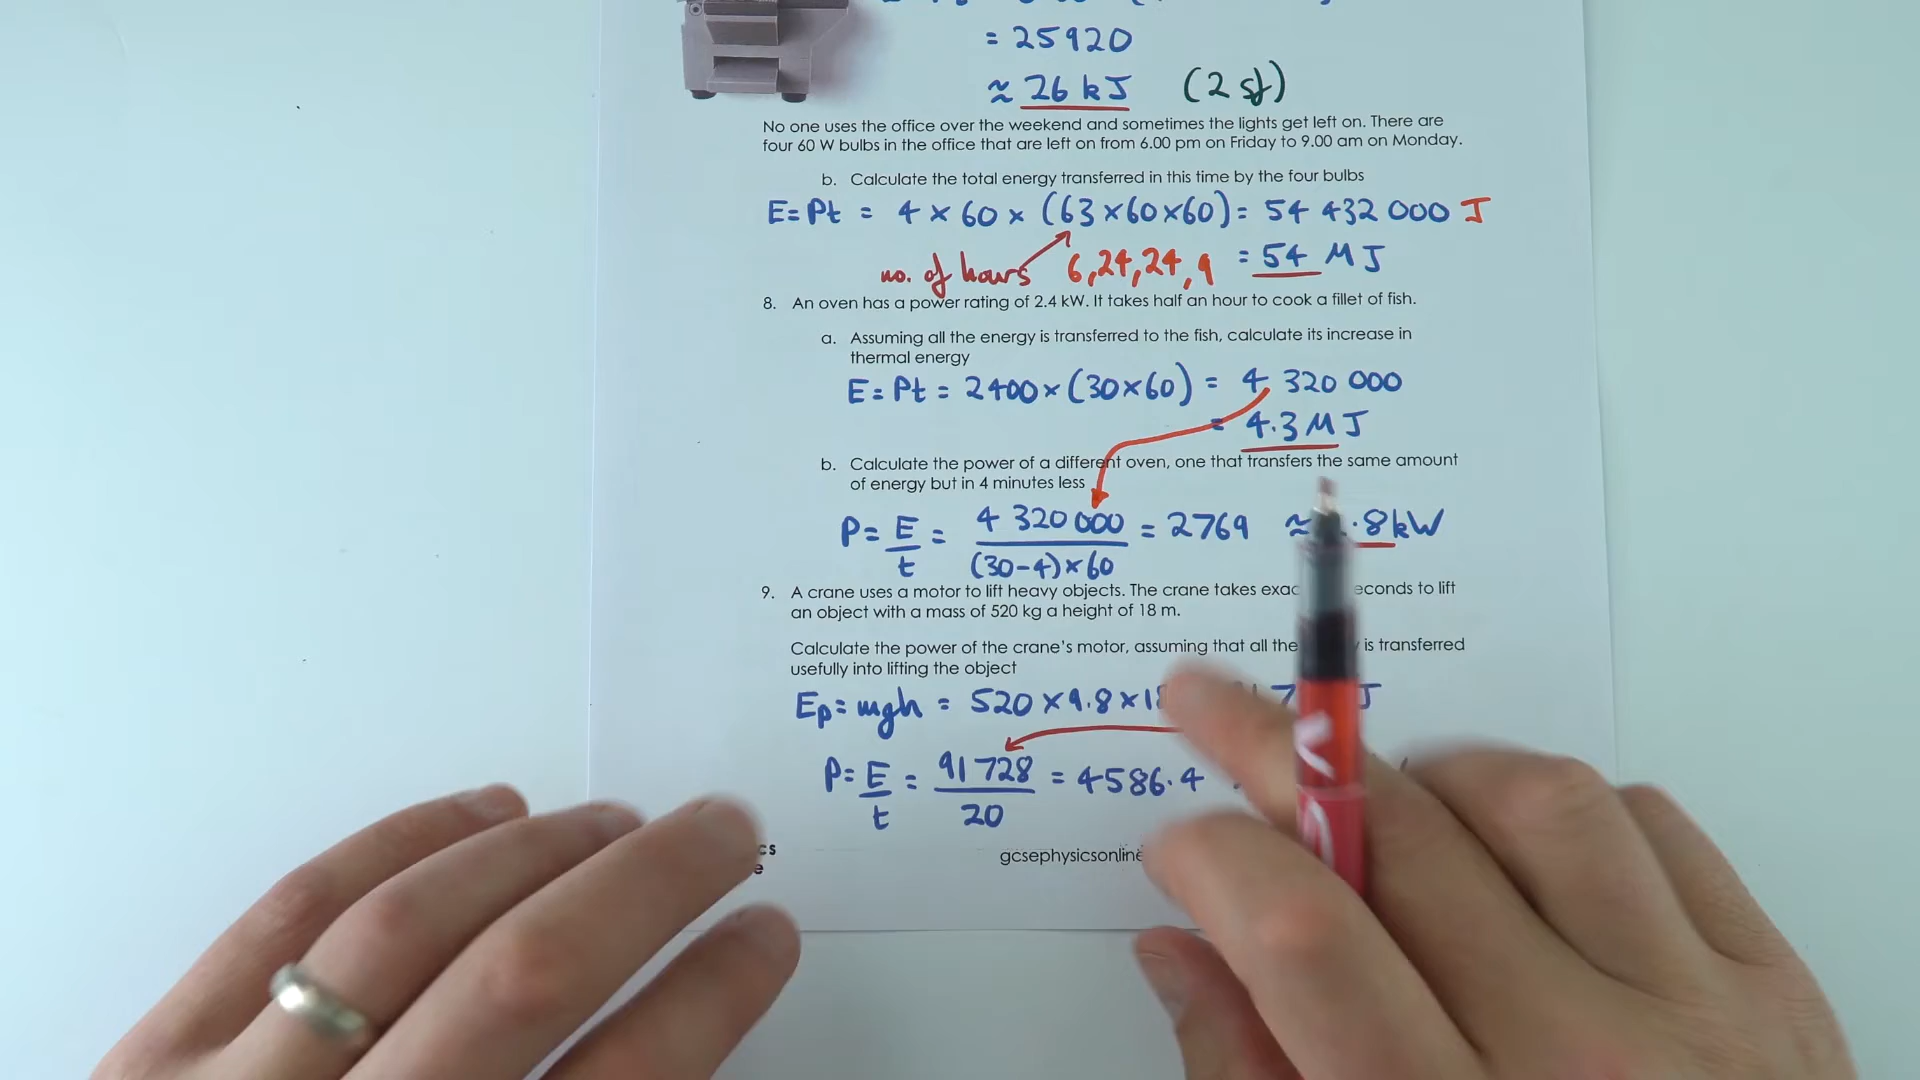 = 25920
≈ 26 kJ (2 sf)
No one uses the office over the weekend and sometimes the lights get left on. There are
four 60 W bulbs in the office that are left on from 6.00 pm on Friday to 9.00 am on Monday.
b. Calculate the total energy transferred in this time by the four bulbs
E = Pt = 4 × 60 × (63×60×60) = 54 432 000 J
no. of hours 6,24,24,9 = 54 MJ
8. An oven has a power rating of 2.4 kW. It takes half an hour to cook a fillet of fish.
a. Assuming all the energy is transferred to the fish, calculate its increase in
thermal energy
E = Pt = 2400 × (30×60) = 4 320 000
= 4.3 MJ
b. Calculate the power of a different oven, one that transfers the same amount
of energy but in 4 minutes less
P = E/t = 4 320 000/(30-4)×60 = 2769 ≈ .8kW
9. A crane uses a motor to lift heavy objects. The crane takes to lift
an object with a mass of 520 kg a height of 18 m.
Calculate the power of the crane's motor, assuming that all the is transferred
usefully into lifting the object
Ep = mgh = 520 × 9.8 × J
P = E/t = 91728/20 = 4586.4
gcsephysicsonline